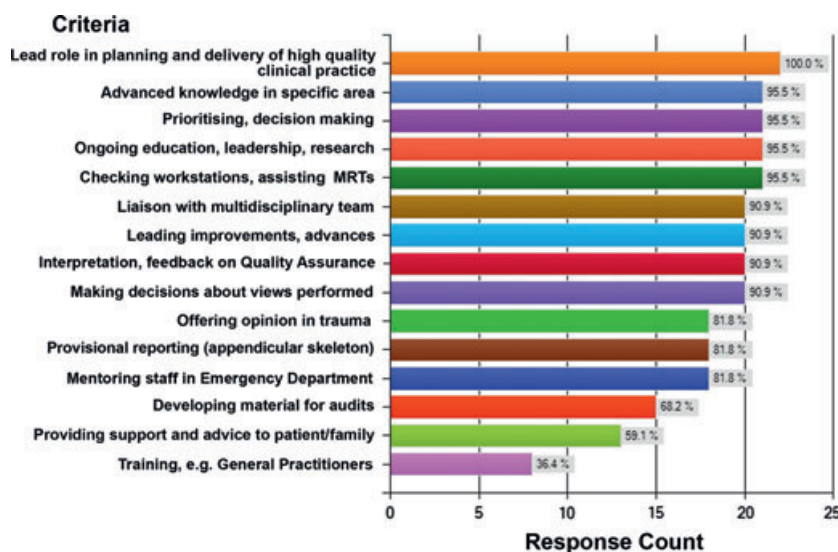 Criteria
Lead role in planning and delivery of high quality
clinical practice
100.0 %
Advanced knowledge in specific area
95.5 %
Prioritising, decision making
95.5 %
Ongoing education, leadership, research
95.5 %
Checking workstations, assisting MRTs
95.5 %
Liaison with multidisciplinary team
90.9 %
Leading improvements, advances
90.9 %
Interpretation, feedback on Quality Assurance
90.9 %
Making decisions about views performed
90.9 %
Offering opinion in trauma
81.8 %
Provisional reporting (appendicular skeleton)
81.8 %
Mentoring staff in Emergency Department
81.8 %
Developing material for audits
68.2 %
Providing support and advice to patient/family
59.1 %
Training, e.g. General Practitioners
36.4 %
0 5 10 15 20 25
Response Count